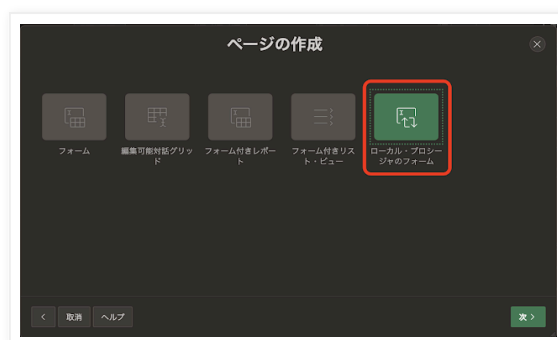 ページの作成
フォーム
編集可能対話グリッ
ド
フォーム付きレポー
ト
フォーム付きリス
ト・ビュー
ローカル・プロシー
ジャのフォーム
取消
ヘルプ
次